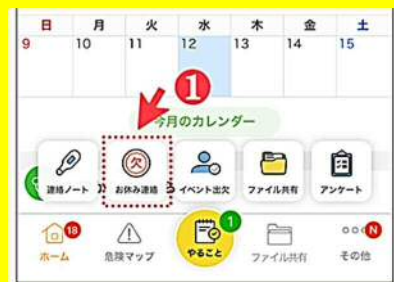 日 月 火 水 木 金 土
9 10 11 12 13 14 15
1
今月のカレンダー
欠
連絡ノート お休み連絡 イベント出欠 ファイル共有 アンケート
18 1 N
ホーム 危険マップ やること ファイル共有 その他